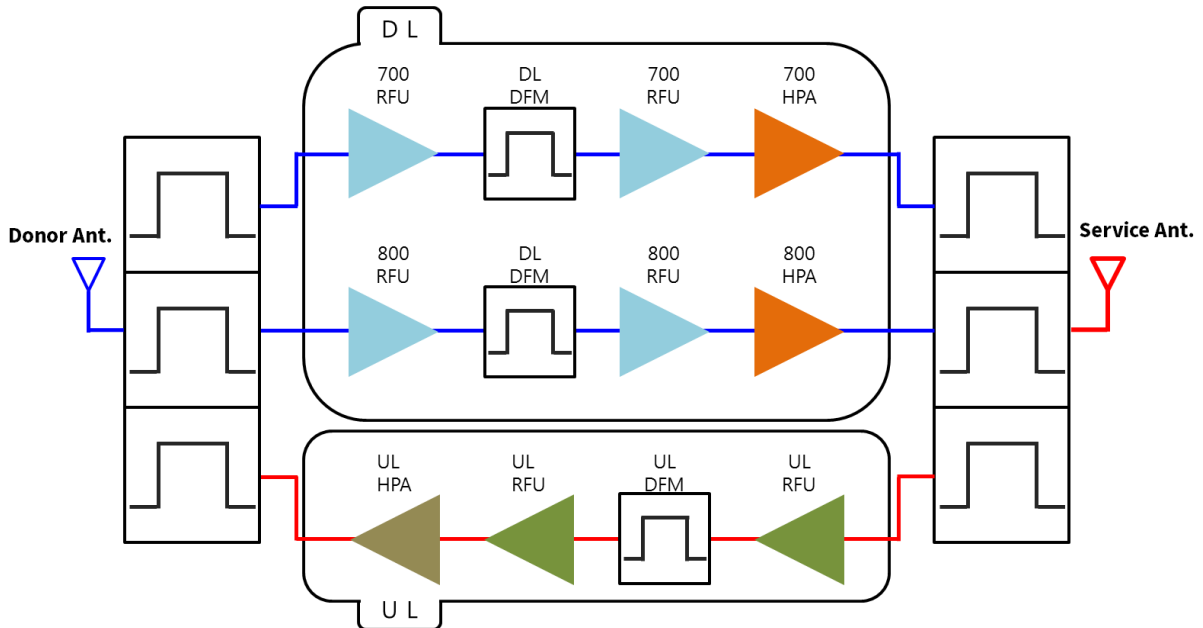 D L
700
RFU
DL
DFM
700
RFU
700
HPA
Donor Ant.
Service Ant.
800
RFU
DL
DFM
800
RFU
800
HPA
UL
HPA
UL
RFU
UL
DFM
UL
RFU
U L